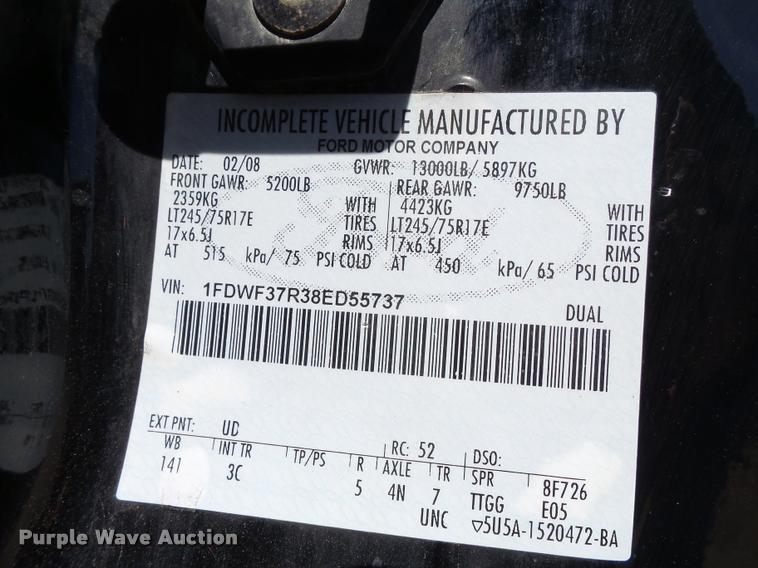 INCOMPLETE VEHICLE MANUFACTURED BY
FORD MOTOR COMPANY
DATE: 02/08 GVWR: 13000LB/ 5897KG
FRONT GAWR: 5200LB REAR GAWR: 9750LB
2359KG WITH 4423KG WITH
LT245/75R17E TIRES LT245/75R17E TIRES
17x6.5J RIMS 17x6.5J RIMS
AT 515 kPa/ 75 PSI COLD AT 450 kPa/ 65 PSI COLD
VIN: 1FDWF37R38ED55737 DUAL
EXT PNT: UD RC: 52 DSO:
WB INT TR TP/PS R AXLE TR SPR 8F726
141 3C 5 4N 7 TTGG E05
UNC ▽5U5A-1520472-BA
Purple Wave Auction